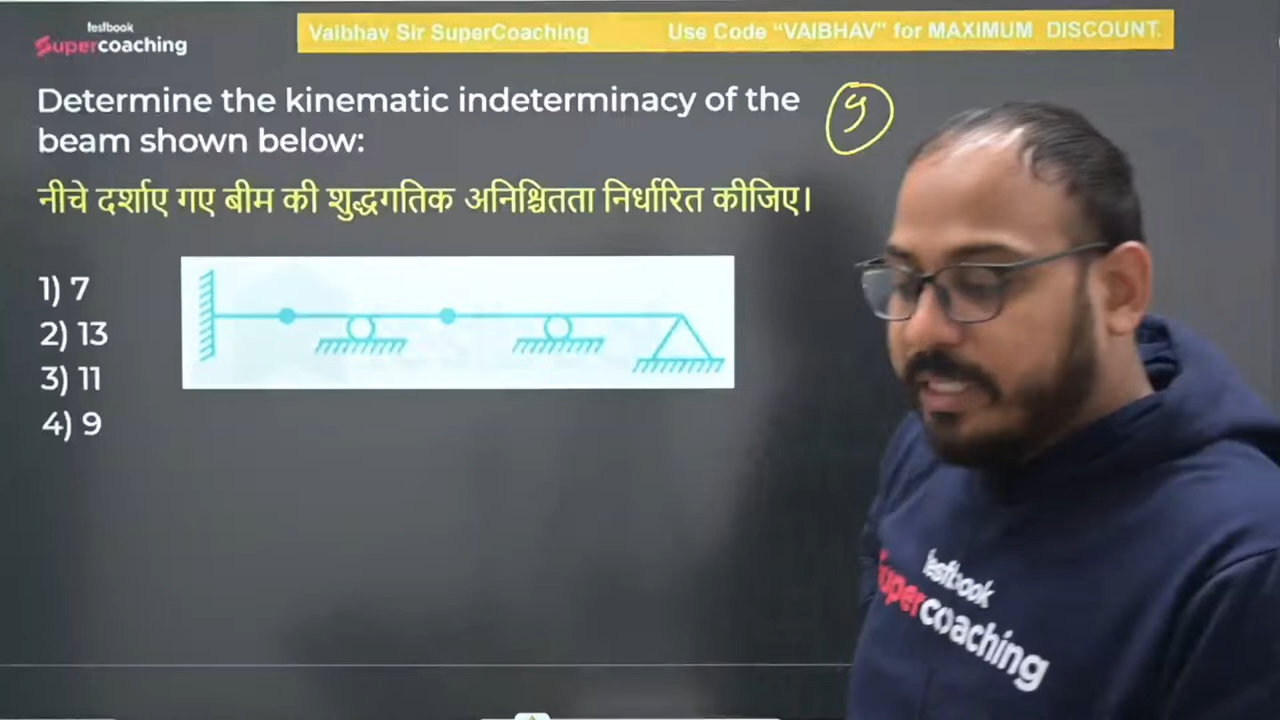 testbook
Supercoaching
Vaibhav Sir SuperCoaching Use Code “VAIBHAV” for MAXIMUM DISCOUNT.
Determine the kinematic indeterminacy of the
beam shown below:
नीचे दर्शाए गए बीम की शुद्धगतिक अनिश्चितता निर्धारित कीजिए।
1) 7
2) 13
3) 11
4) 9
testbook
Supercoaching